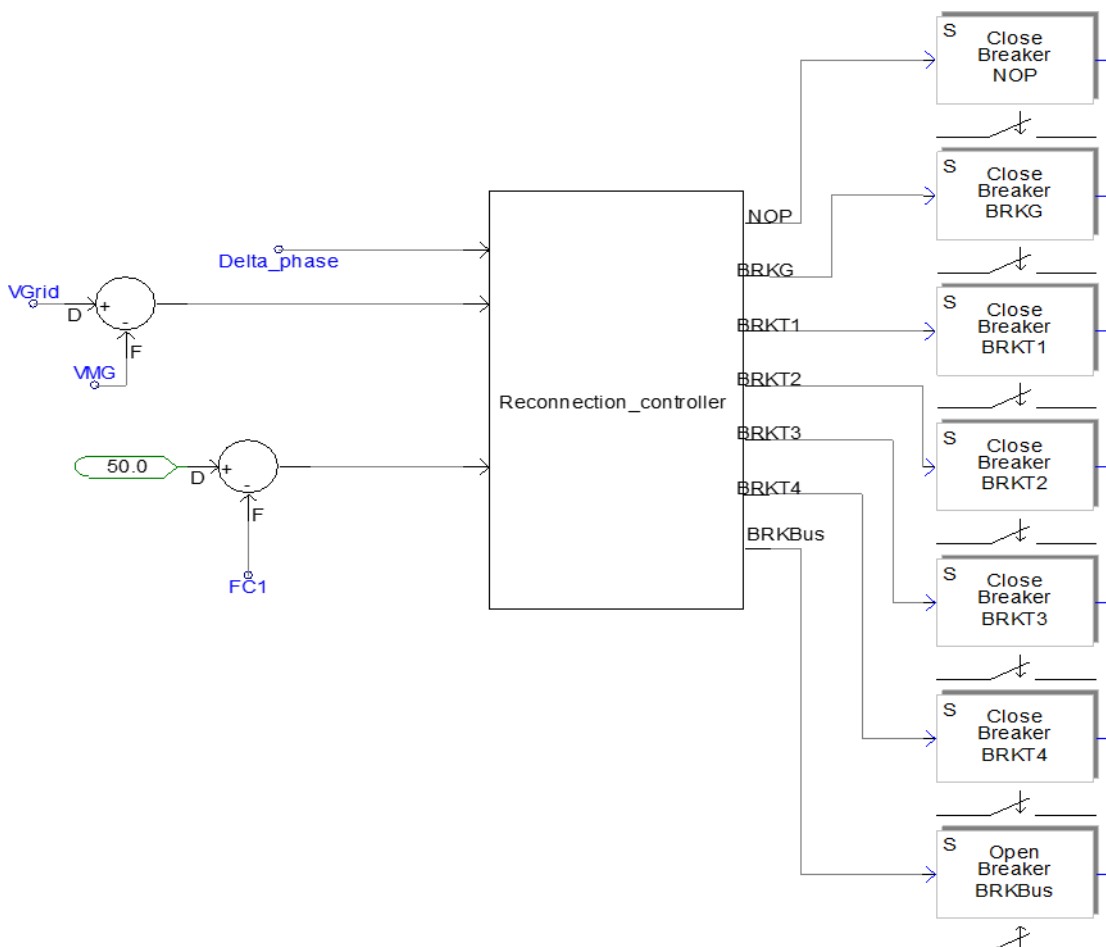 S
Close
Breaker
NOP
S
Close
Breaker
BRKG
S
Close
Breaker
BRKT1
S
Close
Breaker
BRKT2
S
Close
Breaker
BRKT3
S
Close
Breaker
BRKT4
S
Open
Breaker
BRKBus
NOP
BRKG
BRKT1
BRKT2
BRKT3
BRKT4
BRKBus
Reconnection_controller
Delta_phase
VGrid
D
+
-
F
VMG
50.0
D
+
-
F
FC1